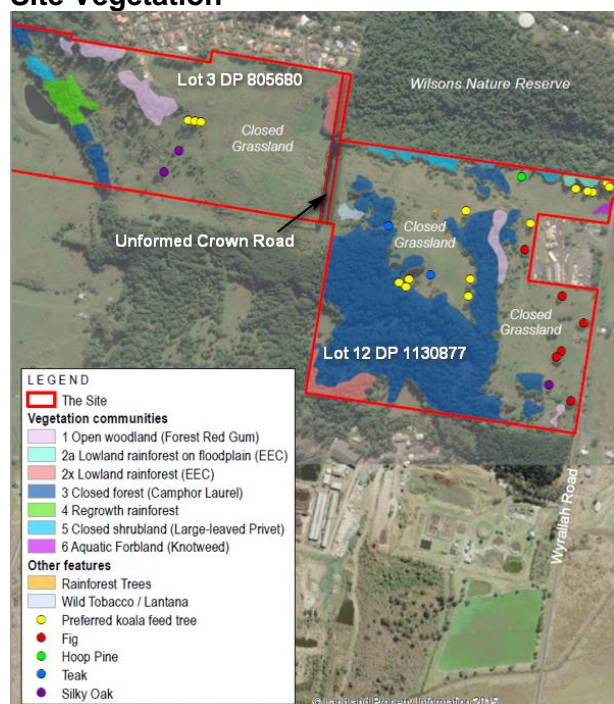 Site Vegetation
Lot 3 DP 805680
Wilsons Nature Reserve
Closed
Grassland
Unformed Crown Road
Closed
Grassland
Closed
Grassland
Lot 12 DP 1130877
Wyrallah Road
LEGEND
The Site
Vegetation communities
1 Open woodland (Forest Red Gum)
2a Lowland rainforest on floodplain (EEC)
2x Lowland rainforest (EEC)
3 Closed forest (Camphor Laurel)
4 Regrowth rainforest
5 Closed shrubland (Large-leaved Privet)
6 Aquatic Forbland (Knotweed)
Other features
Rainforest Trees
Wild Tobacco / Lantana
Preferred koala feed tree
Fig
Hoop Pine
Teak
Silky Oak
© Land and Property Information